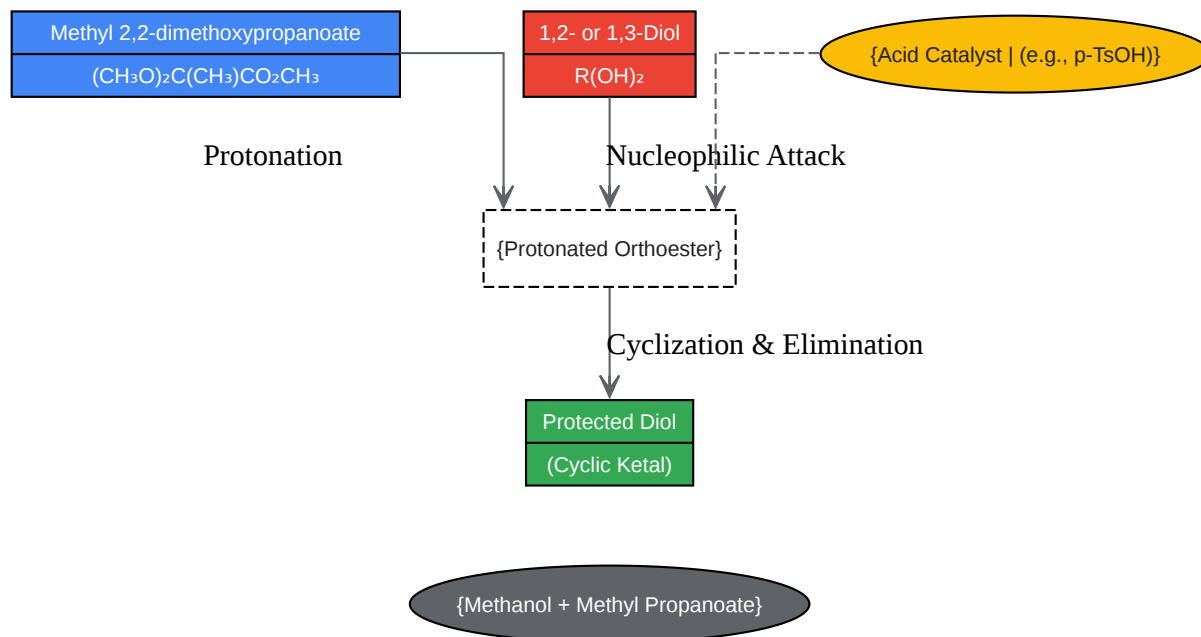 Methyl 2,2-dimethoxypropanoate
(CH₃O)₂C(CH₃)CO₂CH₃
1,2- or 1,3-Diol
R(OH)₂
{Acid Catalyst | (e.g., p-TsOH)}
Protonation
Nucleophilic Attack
{Protonated Orthoester}
Cyclization & Elimination
Protected Diol
(Cyclic Ketal)
{Methanol + Methyl Propanoate}